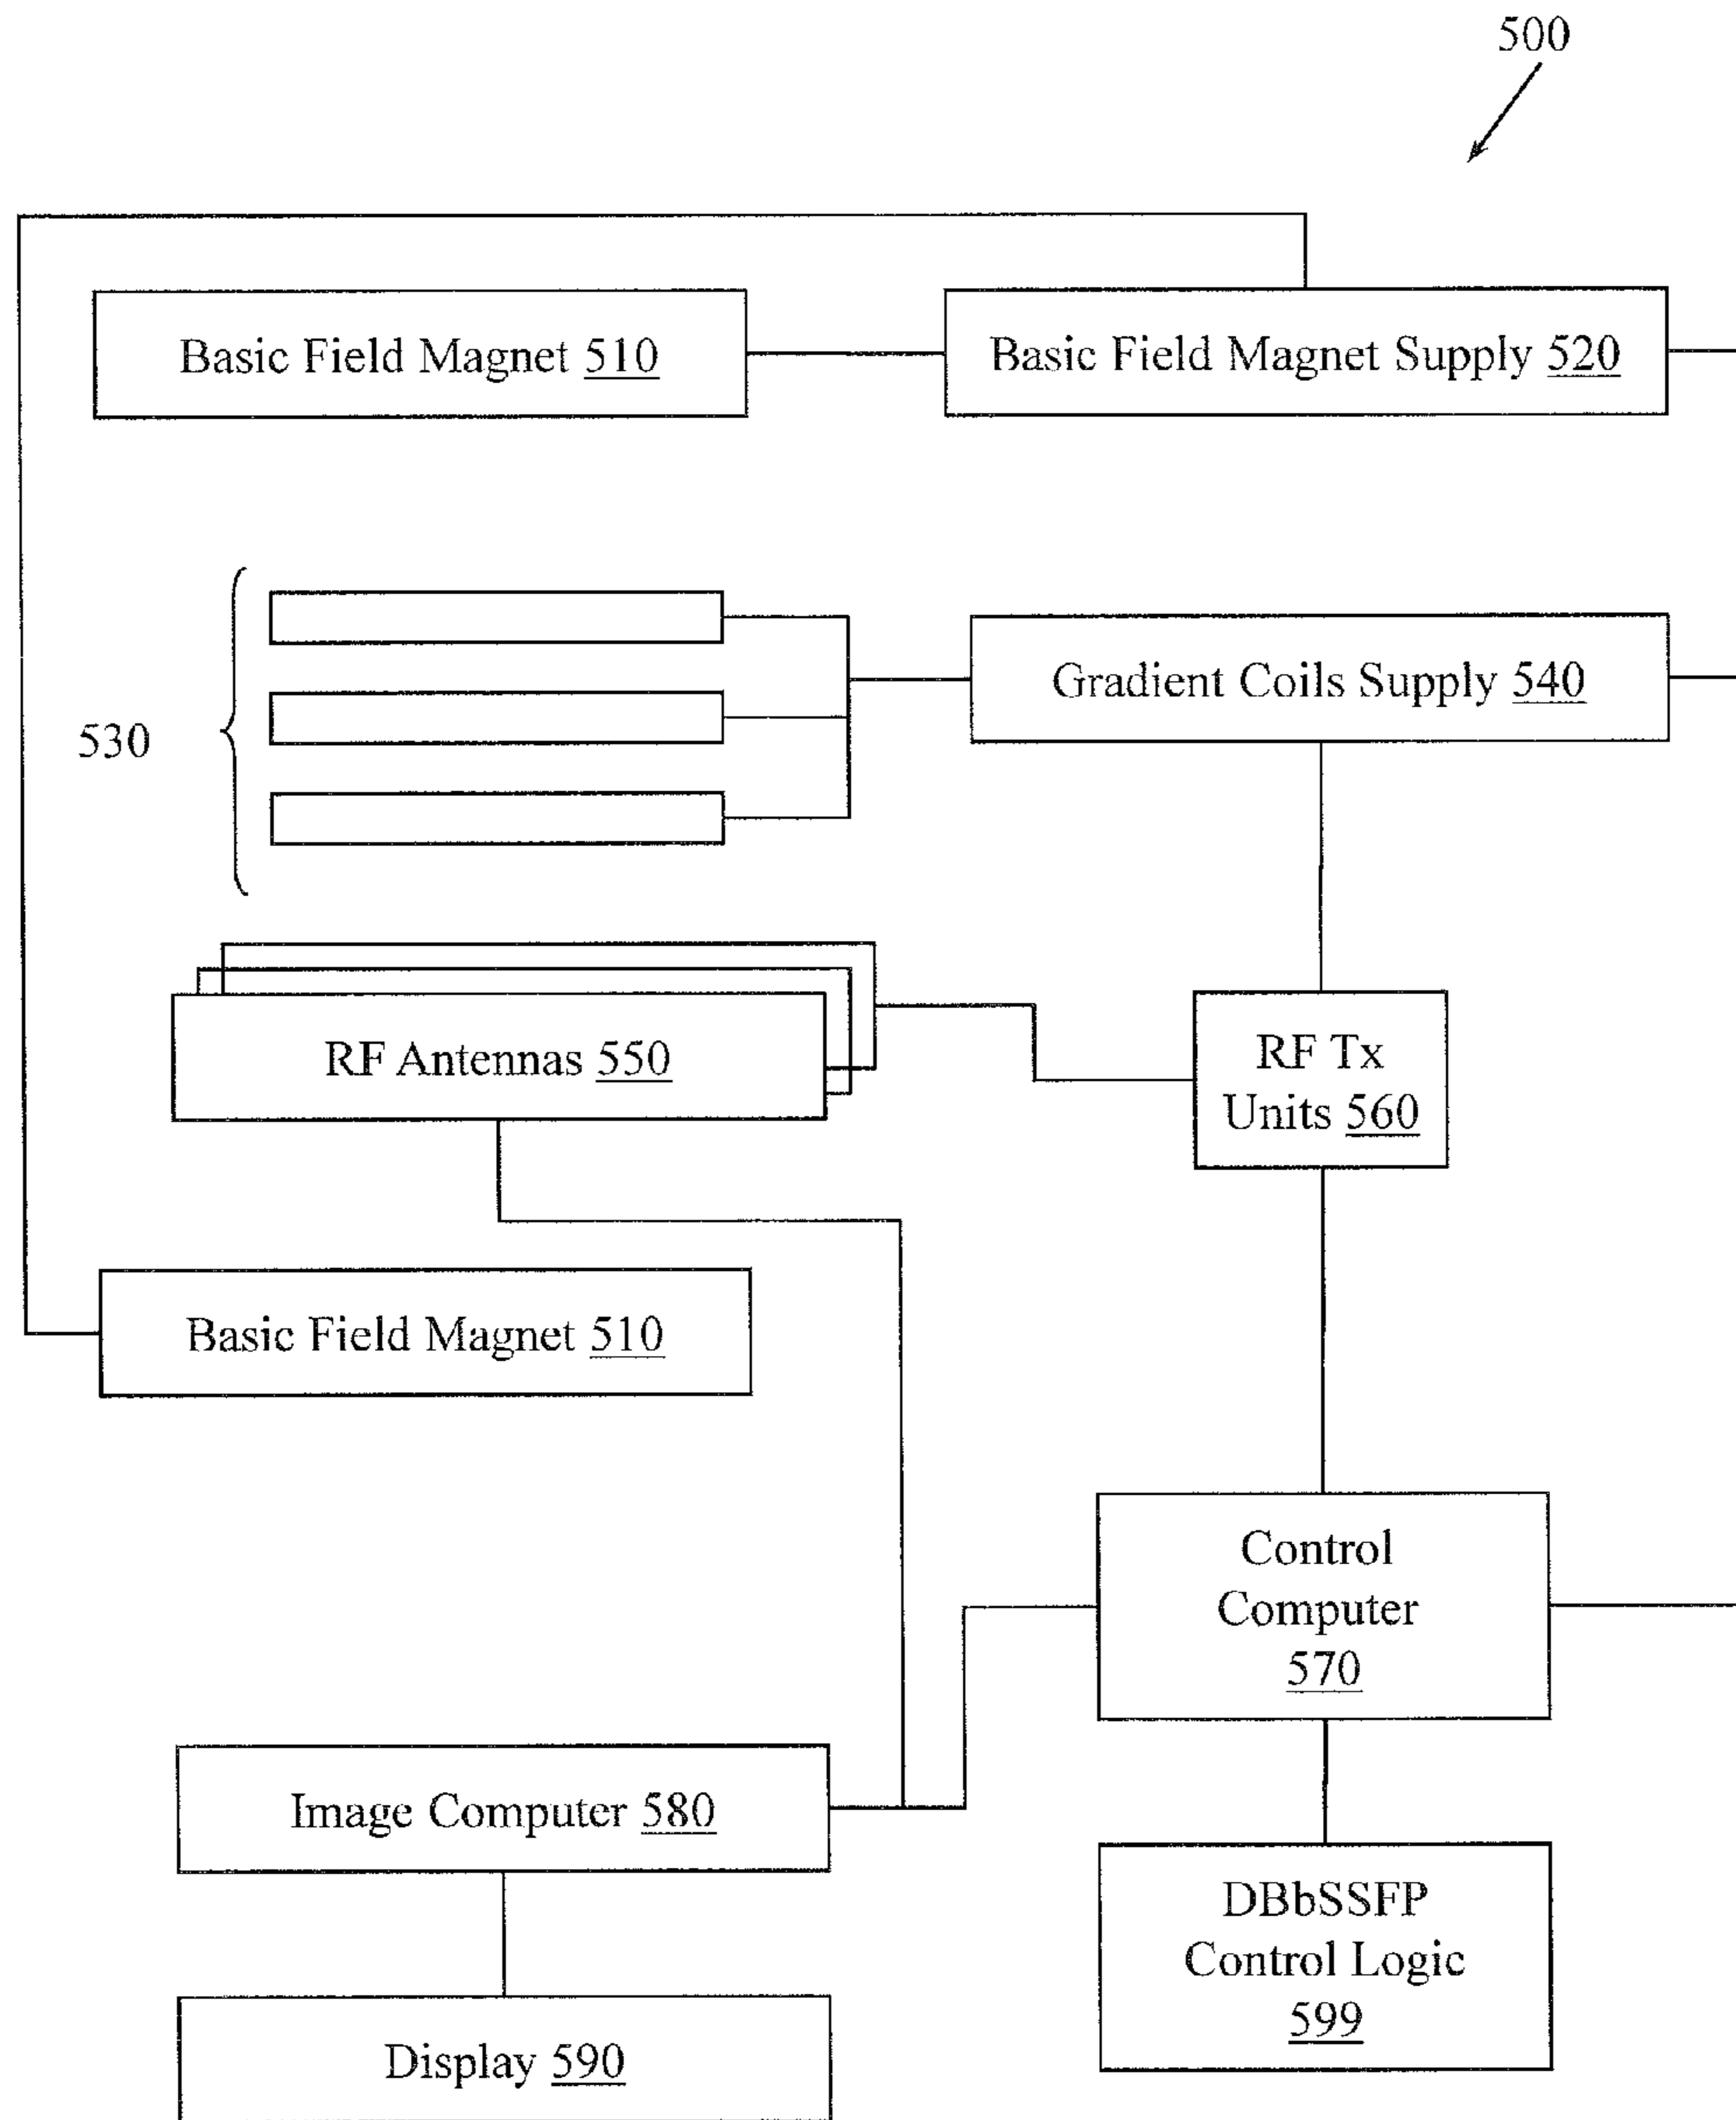 500
Basic Field Magnet 510
Basic Field Magnet Supply 520
530
Gradient Coils Supply 540
RF Antennas 550
RF Tx
Units 560
Basic Field Magnet 510
Control
Computer
570
Image Computer 580
DBbSSFP
Control Logic
599
Display 590